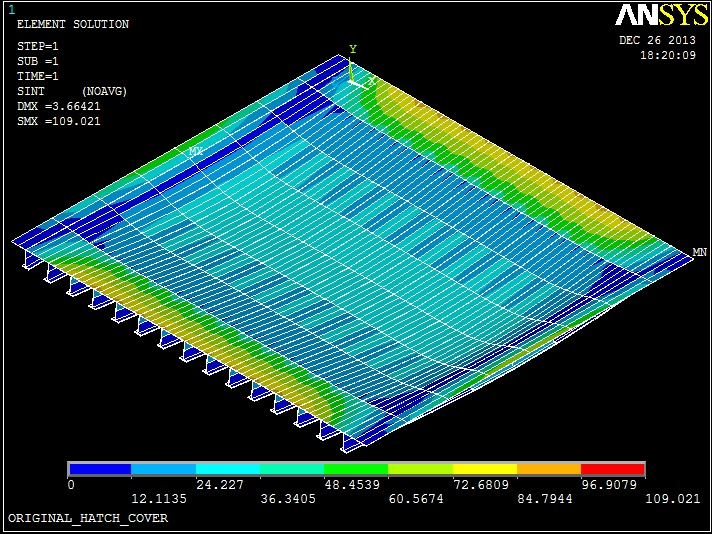 1
ANSYS
ELEMENT SOLUTION
DEC 26 2013
18:20:09
STEP=1
SUB =1
TIME=1
SINT (NOAVG)
DMX =3.66421
SMX =109.021
Y
X
MX
MN
0 24.227 48.4539 72.6809 96.9079
12.1135 36.3405 60.5674 84.7944 109.021
ORIGINAL_HATCH_COVER